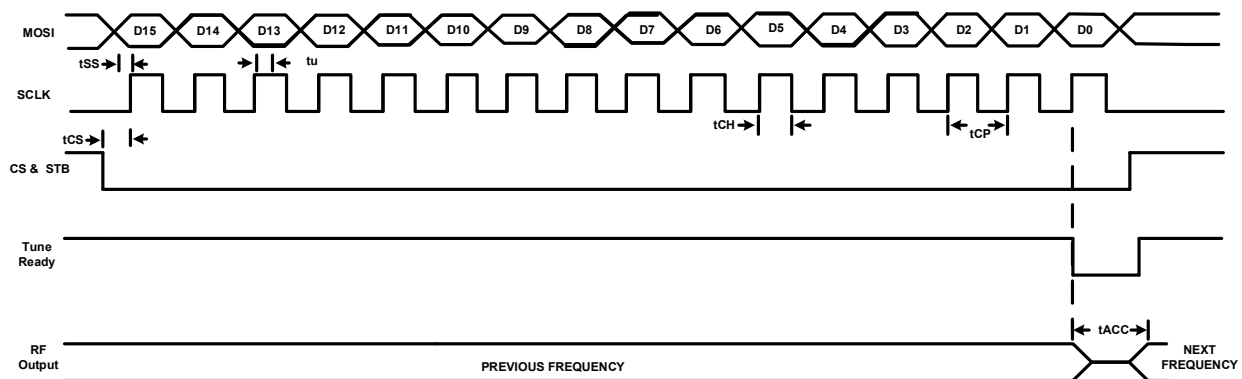 MOSI D15 D14 D13 D12 D11 D10 D9 D8 D7 D6 D5 D4 D3 D2 D1 D0
tSS tu
SCLK
tCS tCH tCP
CS & STB
Tune
Ready
tACC
RF
Output
PREVIOUS FREQUENCY
NEXT
FREQUENCY